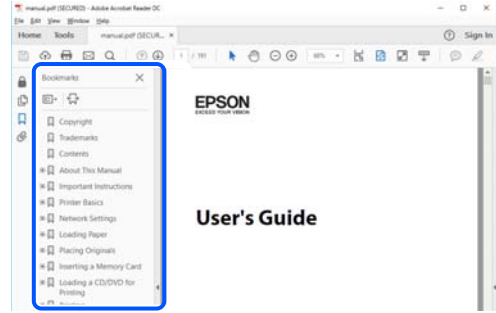 manual.pdf (SECURED) - Adobe Acrobat Reader DC
File Edit View Window Help
Home Tools manual.pdf (SECUR... × Sign In
1 / 191
Bookmarks
Copyright
Trademarks
Contents
About This Manual
Important Instructions
Printer Basics
Network Settings
Loading Paper
Placing Originals
Inserting a Memory Card
Loading a CD/DVD for
Printing
EPSON
EXCEED YOUR VISION
User's Guide